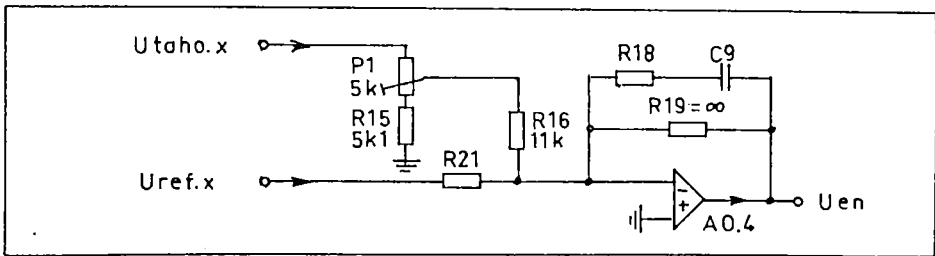 Utaho.x
P1
5k
R15
5k1
R16
11k
R18
C9
R19=∞
R21
Uref.x
-
+
A0.4
Uen